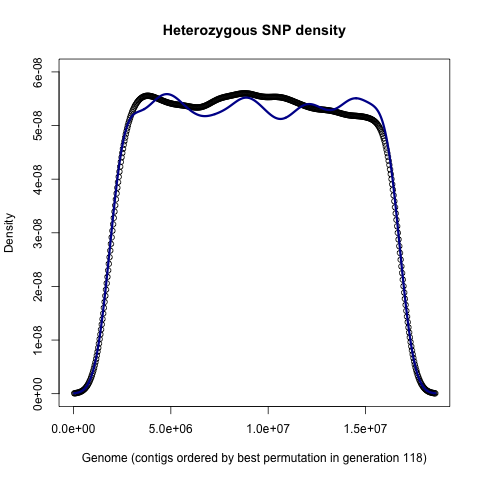 Heterozygous SNP density
6e-08
5e-08
4e-08
3e-08
2e-08
1e-08
0e+00
Density
0.0e+00 5.0e+06 1.0e+07 1.5e+07
Genome (contigs ordered by best permutation in generation 118)